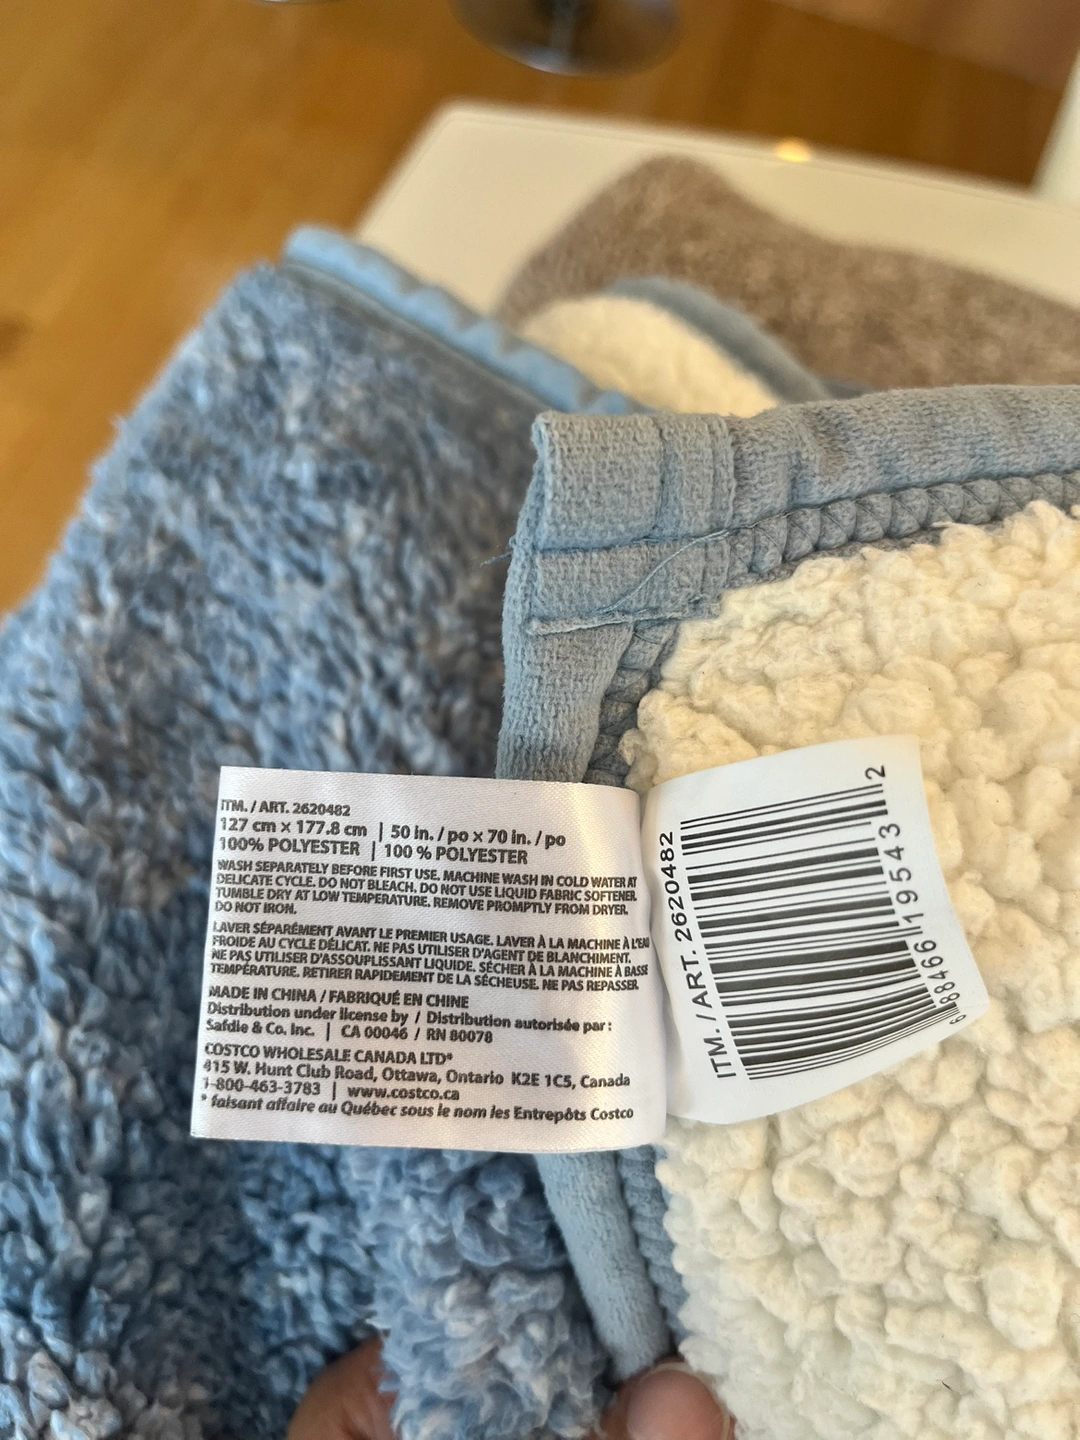 ITM. / ART. 2620482
127 cm × 177.8 cm | 50 in. / po x 70 in. / po
100% POLYESTER | 100 % POLYESTER
WASH SEPARATELY BEFORE FIRST USE. MACHINE WASH IN COLD WATER AT
DELICATE CYCLE. DO NOT BLEACH. DO NOT USE LIQUID FABRIC SOFTENER.
TUMBLE DRY AT LOW TEMPERATURE. REMOVE PROMPTLY FROM DRYER.
DO NOT IRON.
LAVER SÉPARÉMENT AVANT LE PREMIER USAGE. LAVER À LA MACHINE À L'EAU
FROIDE AU CYCLE DÉLICAT. NE PAS UTILISER D'AGENT DE BLANCHIMENT.
NE PAS UTILISER D'ASSOUPLISSANT LIQUIDE. SÉCHER À LA MACHINE À BASSE
TEMPÉRATURE. RETIRER RAPIDEMENT DE LA SÉCHEUSE. NE PAS REPASSER.
MADE IN CHINA / FABRIQUÉ EN CHINE
Distribution under license by / Distribution autorisée par :
Safdie & Co. Inc. | CA 00046 / RN 80078
COSTCO WHOLESALE CANADA LTD*
415 W. Hunt Club Road, Ottawa, Ontario K2E 1C5, Canada
1-800-463-3783 | www.costco.ca
* faisant affaire au Québec sous le nom les Entrepôts Costco
ITM. / ART. 2620482
6 88466 19543 2